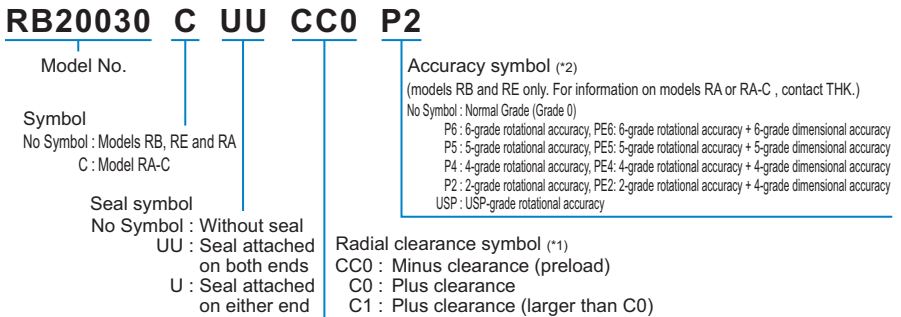 RB20030 C UU CC0 P2
Model No.
Symbol
No Symbol : Models RB, RE and RA
C : Model RA-C
Seal symbol
No Symbol : Without seal
UU : Seal attached
on both ends
U : Seal attached
on either end
Radial clearance symbol (*1)
CC0 : Minus clearance (preload)
C0 : Plus clearance
C1 : Plus clearance (larger than C0)
Accuracy symbol (*2)
(models RB and RE only. For information on models RA or RA-C , contact THK.)
No Symbol : Normal Grade (Grade 0)
P6 : 6-grade rotational accuracy, PE6: 6-grade rotational accuracy + 6-grade dimensional accuracy
P5 : 5-grade rotational accuracy, PE5: 5-grade rotational accuracy + 5-grade dimensional accuracy
P4 : 4-grade rotational accuracy, PE4: 4-grade rotational accuracy + 4-grade dimensional accuracy
P2 : 2-grade rotational accuracy, PE2: 2-grade rotational accuracy + 4-grade dimensional accuracy
USP : USP-grade rotational accuracy